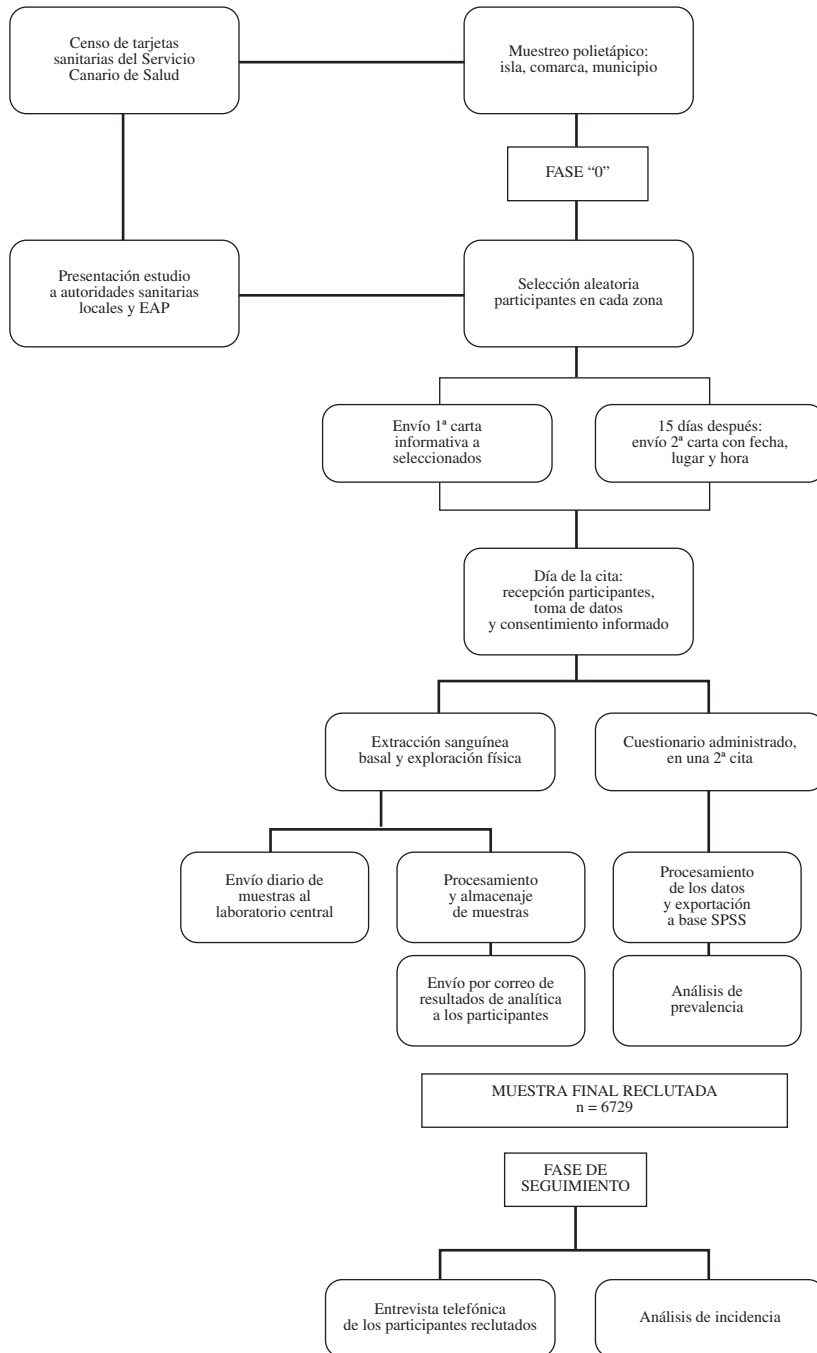 Censo de tarjetas
sanitarias del Servicio
Canario de Salud
Muestreo polietápico:
isla, comarca, municipio
FASE “0”
Presentación estudio
a autoridades sanitarias
locales y EAP
Selección aleatoria
participantes en cada zona
Envío 1ª carta
informativa a
seleccionados
15 días después:
envío 2ª carta con fecha,
lugar y hora
Día de la cita:
recepción participantes,
toma de datos
y consentimiento informado
Extracción sanguínea
basal y exploración física
Cuestionario administrado,
en una 2ª cita
Envío diario de
muestras al
laboratorio central
Procesamiento
y almacenaje
de muestras
Procesamiento
de los datos
y exportación
a base SPSS
Envío por correo de
resultados de analítica
a los participantes
Análisis de
prevalencia
MUESTRA FINAL RECLUTADA
n = 6729
FASE DE
SEGUIMIENTO
Entrevista telefónica
de los participantes reclutados
Análisis de incidencia